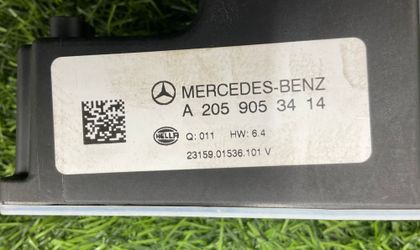 MERCEDES-BENZ
A 205 905 34 14
HELLA Q: 011 HW: 6.4
23159.01536.101 V